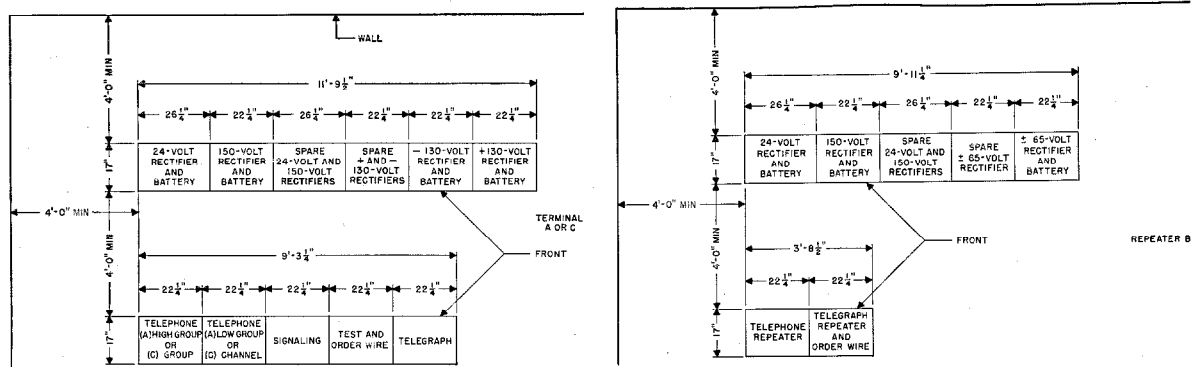 WALL
4'-0" MIN
11'-9 1/2"
26 1/4" 22 1/4" 26 1/4" 22 1/4" 22 1/4" 22 1/4"
17"
24-VOLT
RECTIFIER
AND
BATTERY
150-VOLT
RECTIFIER
AND
BATTERY
SPARE
24-VOLT AND
150-VOLT
RECTIFIERS
SPARE
+ AND −
130-VOLT
RECTIFIERS
− 130-VOLT
RECTIFIER
AND
BATTERY
+130-VOLT
RECTIFIER
AND
BATTERY
4'-0" MIN
4'-0" MIN
TERMINAL
A OR C
FRONT
9'-3 1/4"
22 1/4" 22 1/4" 22 1/4" 22 1/4" 22 1/4"
17"
TELEPHONE
(A)HIGH GROUP
OR
(C) GROUP
TELEPHONE
(A)LOW GROUP
OR
(C) CHANNEL
SIGNALING
TEST AND
ORDER WIRE
TELEGRAPH
4'-0" MIN
9'-11 1/4"
26 1/4" 22 1/4" 26 1/4" 22 1/4" 22 1/4"
17"
24-VOLT
RECTIFIER
AND
BATTERY
150-VOLT
RECTIFIER
AND
BATTERY
SPARE
24-VOLT AND
150-VOLT
RECTIFIERS
SPARE
± 65-VOLT
RECTIFIER
± 65-VOLT
RECTIFIER
AND
BATTERY
4'-0" MIN
4'-0" MIN
FRONT
REPEATER B
3'-8 1/2"
22 1/4" 22 1/4"
17"
TELEPHONE
REPEATER
TELEGRAPH
REPEATER
AND
ORDER WIRE